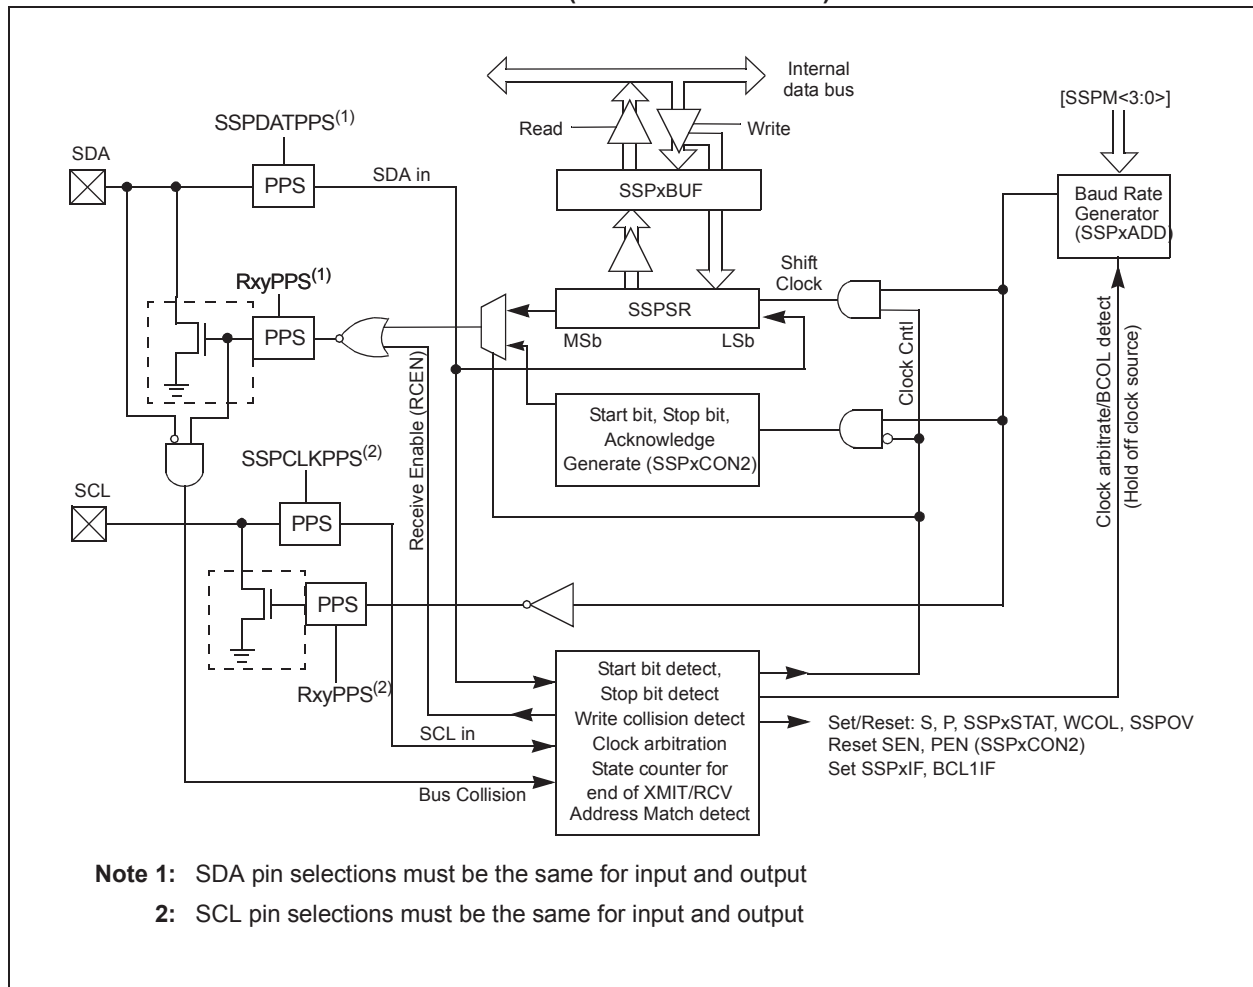 Internal
data bus
[SSPM<3:0>]
SSPDATPPS(1)
Read
Write
SDA
PPS
SDA in
SSPxBUF
Baud Rate
Generator
(SSPxADD)
RxyPPS(1)
Shift
Clock
PPS
SSPSR
MSb
LSb
Clock Cntl
Clock arbitrate/BCOL detect
(Hold off clock source)
Receive Enable (RCEN)
Start bit, Stop bit,
Acknowledge
Generate (SSPxCON2)
SSPCLKPPS(2)
SCL
PPS
PPS
RxyPPS(2)
SCL in
Bus Collision
Start bit detect,
Stop bit detect
Write collision detect
Clock arbitration
State counter for
end of XMIT/RCV
Address Match detect
Set/Reset: S, P, SSPxSTAT, WCOL, SSPOV
Reset SEN, PEN (SSPxCON2)
Set SSPxIF, BCL1IF
Note 1: SDA pin selections must be the same for input and output
2: SCL pin selections must be the same for input and output